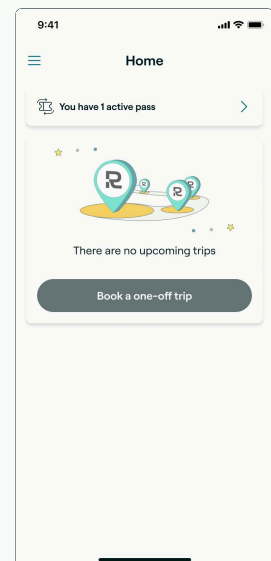 9:41
Home
You have 1 active pass
R
R
R
R
There are no upcoming trips
Book a one-off trip